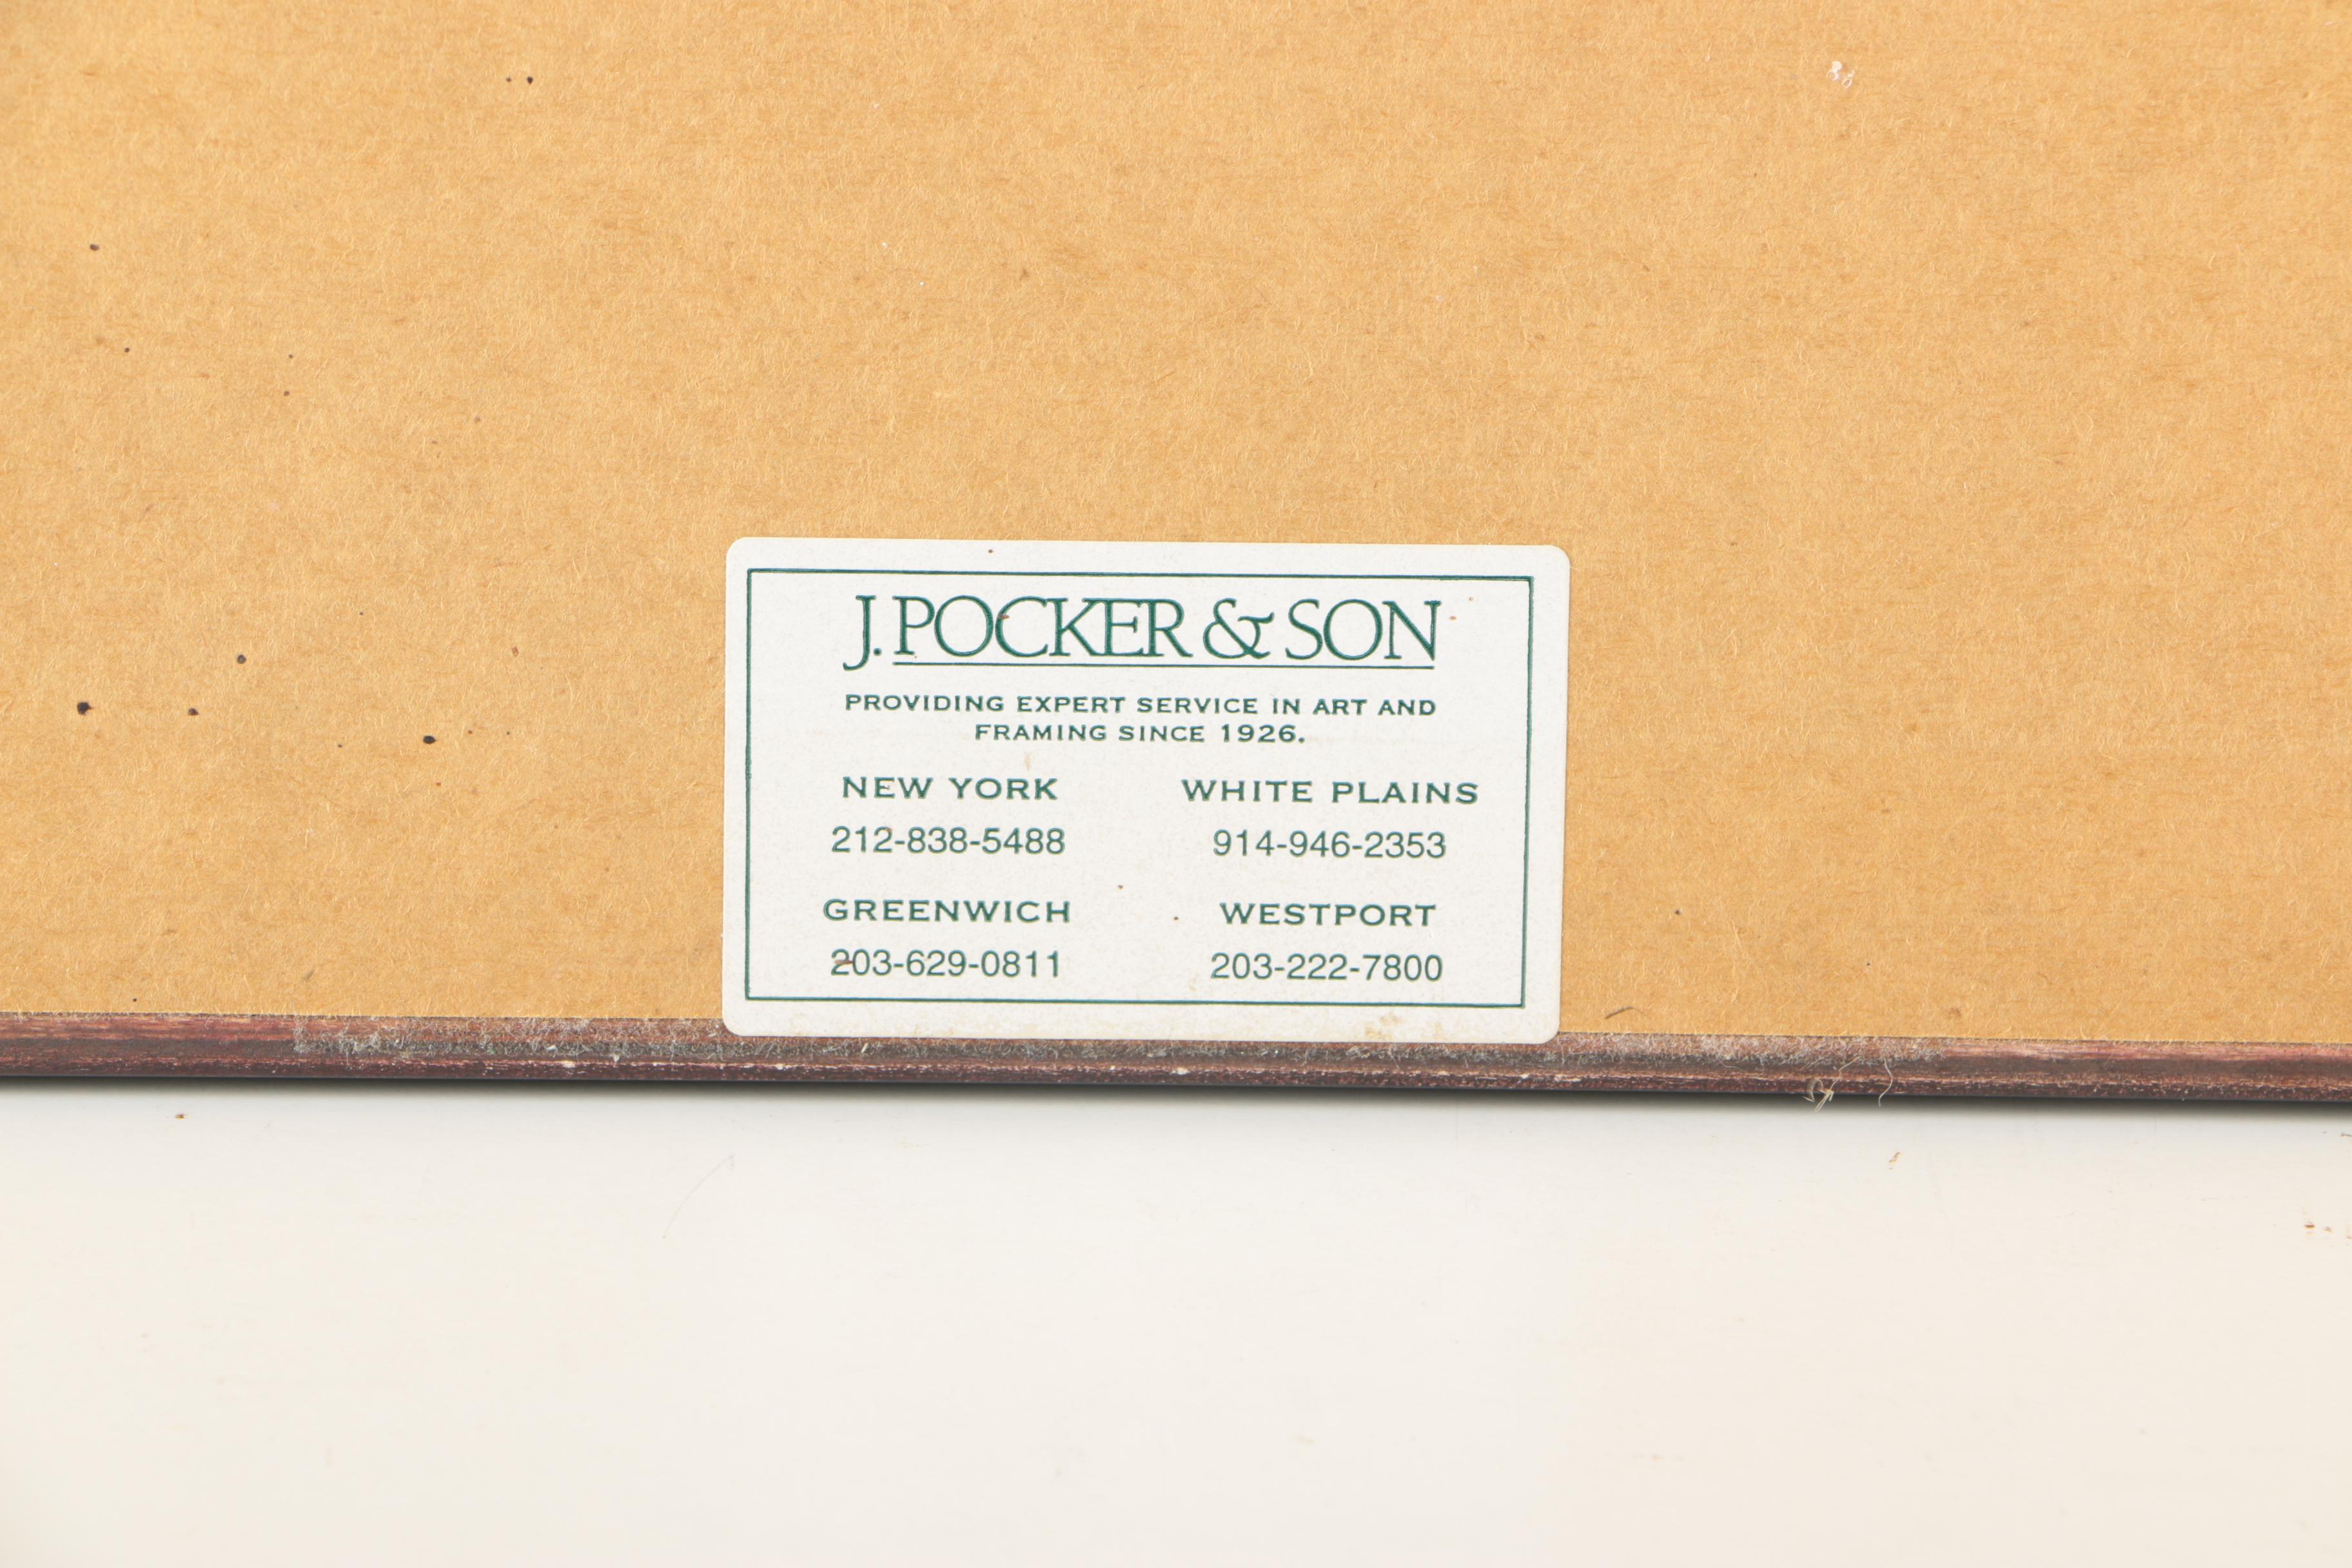 J. POCKER & SON
PROVIDING EXPERT SERVICE IN ART AND
FRAMING SINCE 1926.
NEW YORK WHITE PLAINS
212-838-5488 914-946-2353
GREENWICH WESTPORT
203-629-0811 203-222-7800